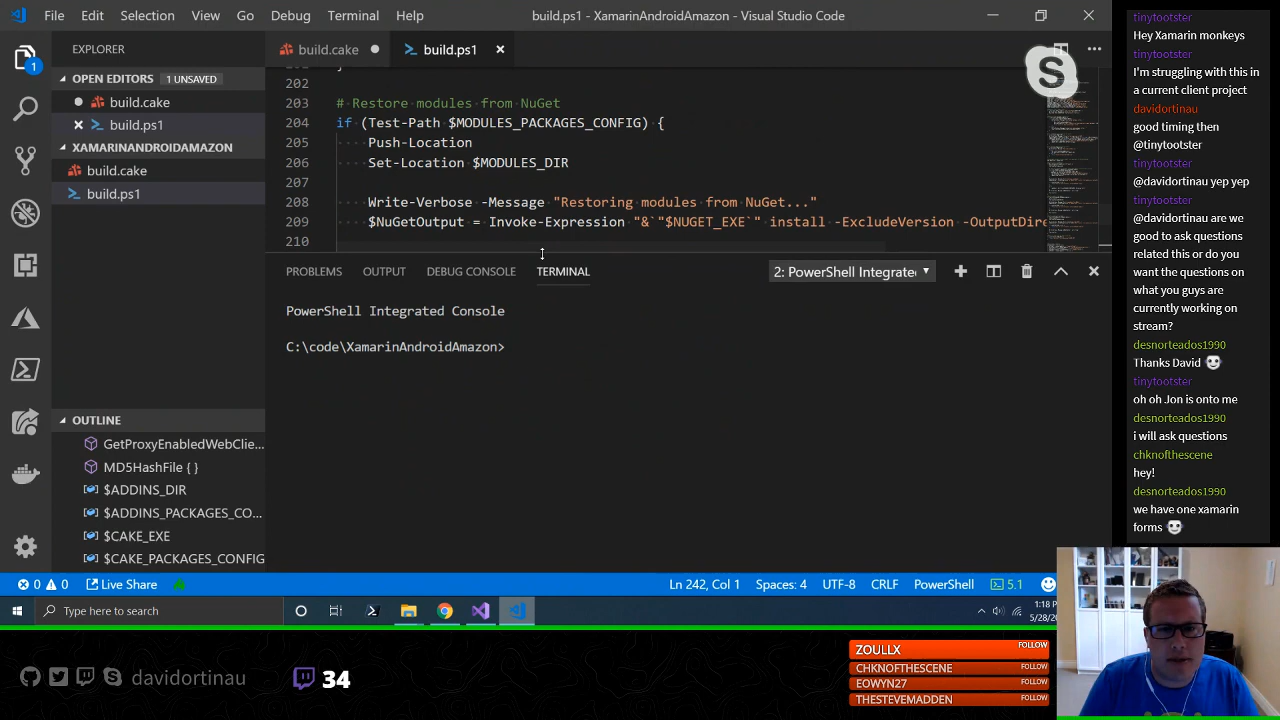 File Edit Selection View Go Debug Terminal Help
build.ps1 - XamarinAndroidAmazon - Visual Studio Code
EXPLORER
OPEN EDITORS 1 UNSAVED
build.cake
build.ps1
XAMARINANDROIDAMAZON
build.cake
build.ps1
OUTLINE
GetProxyEnabledWebClie...
MD5HashFile { }
$ADDINS_DIR
$ADDINS_PACKAGES_CO...
$CAKE_EXE
$CAKE_PACKAGES_CONFIG
1
build.cake
build.ps1
202
203 # Restore modules from NuGet
204 if (Test-Path $MODULES_PACKAGES_CONFIG) {
205 Push-Location
206 Set-Location $MODULES_DIR
207
208 Write-Verbose -Message "Restoring modules from NuGet..."
209 $NuGetOutput = Invoke-Expression "&`"$NUGET_EXE`" install -ExcludeVersion -OutputDire
210
PROBLEMS OUTPUT DEBUG CONSOLE TERMINAL
2: PowerShell Integrate
PowerShell Integrated Console
C:\code\XamarinAndroidAmazon>
0 0 Live Share
Ln 242, Col 1 Spaces: 4 UTF-8 CRLF PowerShell 5.1
Type here to search
1:18 P
5/28/20
davidortinau
34
ZOULLX FOLLOW
CHKNOFTHESCENE FOLLOW
EOWYN27 FOLLOW
THESTEVEMADDEN FOLLOW
tinytootster
Hey Xamarin monkeys
tinytootster
I'm struggling with this in
a current client project
davidortinau
good timing then
@tinytootster
tinytootster
@davidortinau yes
tinytootster
@davidortinau are we
good to ask questions
related this or do you
want the questions on
what you guys are
currently working on
stream?
desnorteados1990
Thanks David
tinytootster
oh oh Jon is onto me
desnorteados1990
i will ask questions
chknofthescene
hey!
desnorteados1990
we have one xamarin
forms